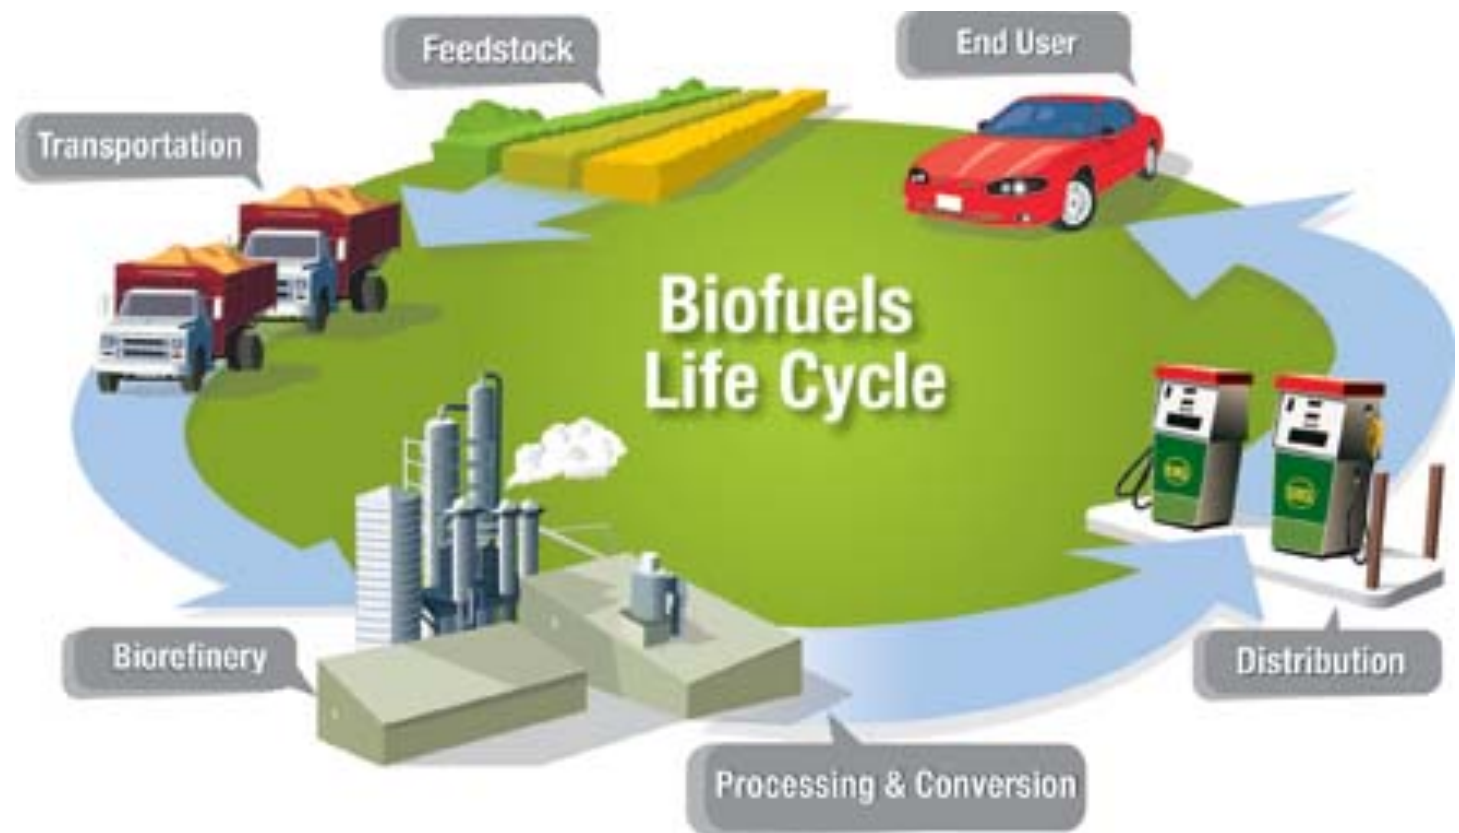 Feedstock
End User
Transportation
Biofuels
Life Cycle
Biorefinery
Distribution
Processing & Conversion